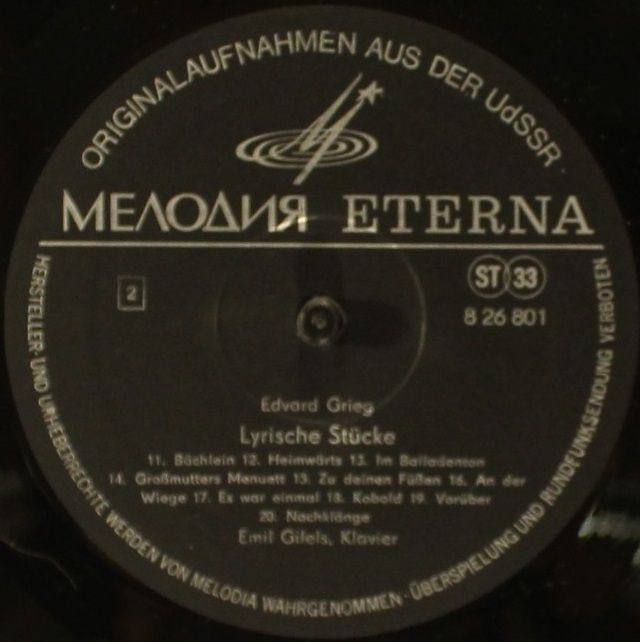 ORIGINALAUFNAHMEN AUS DER UdSSR
МЕЛОДИЯ ETERNA
2
ST 33
8 26 801
Edvard Grieg
Lyrische Stücke
11. Bächlein 12. Heimwärts 13. Im Balladenton
14. Großmutters Menuett 15. Zu deinen Füßen 16. An der
Wiege 17. Es war einmal 18. Kobold 19. Vorüber
20. Nachklänge
Emil Gilels, Klavier
HERSTELLER- UND URHEBERRECHTE WERDEN VON MELODIA WAHRGENOMMEN · ÜBERSPIELUNG UND RUNDFUNKSENDUNG VERBOTEN